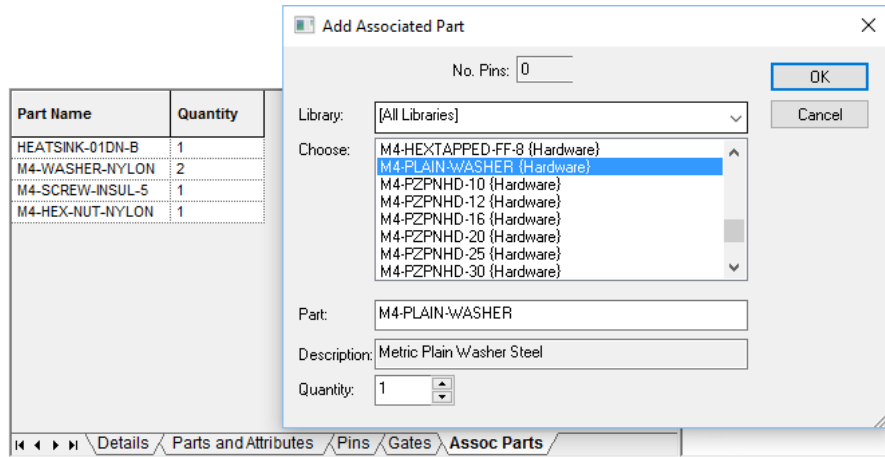 Add Associated Part
No. Pins: 0
OK
Library: [All Libraries]
Cancel
Choose: M4-HEXTAPPED-FF-8 {Hardware}
M4-PLAIN-WASHER {Hardware}
M4-PZPNHD-10 {Hardware}
M4-PZPNHD-12 {Hardware}
M4-PZPNHD-16 {Hardware}
M4-PZPNHD-20 {Hardware}
M4-PZPNHD-25 {Hardware}
M4-PZPNHD-30 {Hardware}
Part: M4-PLAIN-WASHER
Description: Metric Plain Washer Steel
Quantity: 1
Part Name Quantity
HEATSINK-01DN-B 1
M4-WASHER-NYLON 2
M4-SCREW-INSUL-5 1
M4-HEX-NUT-NYLON 1
Details Parts and Attributes Pins Gates Assoc Parts